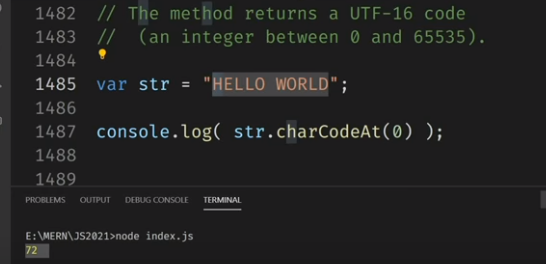 1482 // The method returns a UTF-16 code
1483 //  (an integer between 0 and 65535).
1484
1485 var str = "HELLO WORLD";
1486
1487 console.log( str.charCodeAt(0) );
1488
1489
PROBLEMS OUTPUT DEBUG CONSOLE TERMINAL
E:\MERN\JS2021>node index.js
72